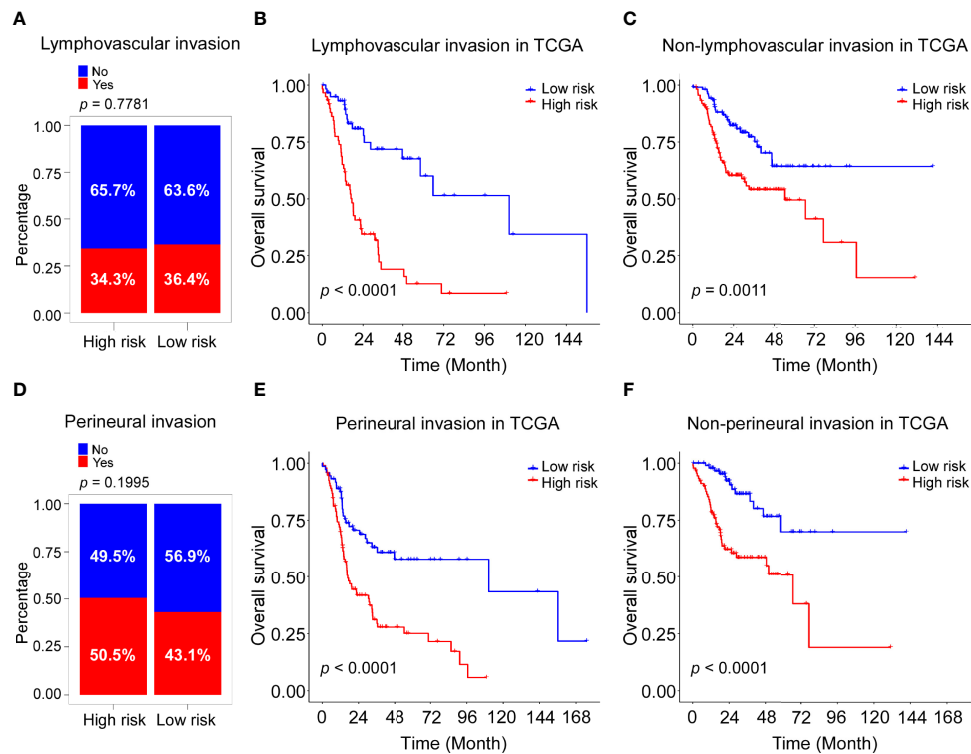 A
Lymphovascular invasion
No
Yes
p = 0.7781
Percentage
1.00
0.75
0.50
0.25
0.00
65.7%
63.6%
34.3%
36.4%
High risk
Low risk
B
Lymphovascular invasion in TCGA
Overall survival
1.00
0.75
0.50
0.25
0.00
Low risk
High risk
p < 0.0001
0 24 48 72 96 120 144
Time (Month)
C
Non-lymphovascular invasion in TCGA
Overall survival
1.00
0.75
0.50
0.25
0.00
Low risk
High risk
p = 0.0011
0 24 48 72 96 120 144
Time (Month)
D
Perineural invasion
No
Yes
p = 0.1995
Percentage
1.00
0.75
0.50
0.25
0.00
49.5%
56.9%
50.5%
43.1%
High risk
Low risk
E
Perineural invasion in TCGA
Overall survival
1.00
0.75
0.50
0.25
0.00
Low risk
High risk
p < 0.0001
0 24 48 72 96 120 144 168
Time (Month)
F
Non-perineural invasion in TCGA
Overall survival
1.00
0.75
0.50
0.25
0.00
Low risk
High risk
p < 0.0001
0 24 48 72 96 120 144 168
Time (Month)